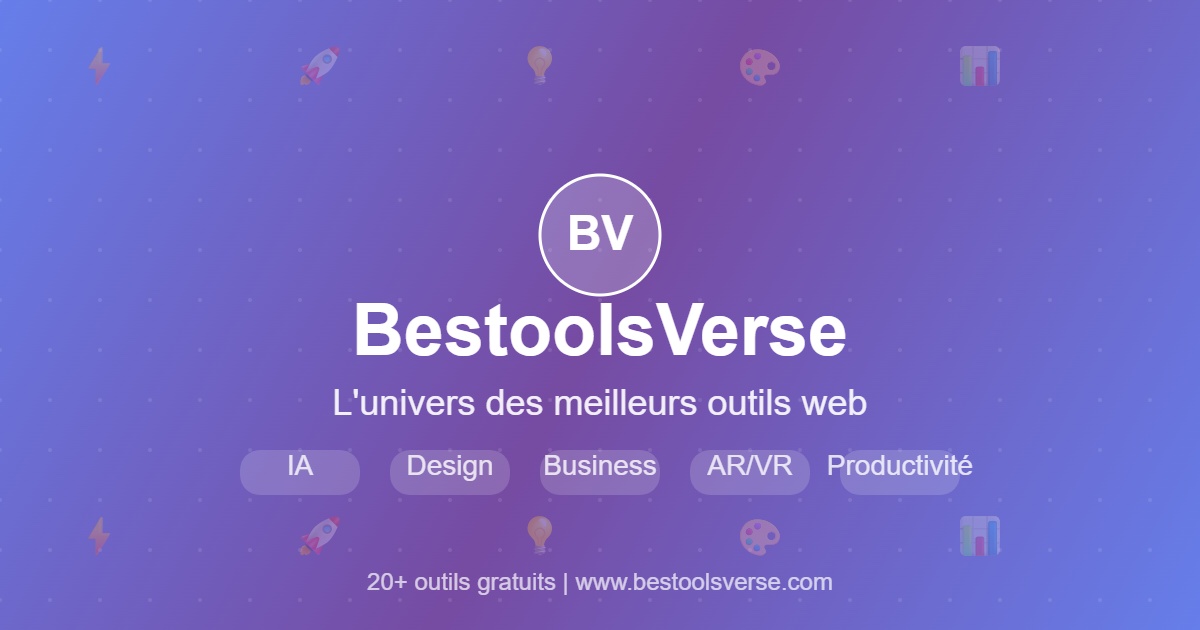 BV
BestoolsVerse
L'univers des meilleurs outils web
IA Design Business AR/VR Productivité
20+ outils gratuits | www.bestoolsverse.com